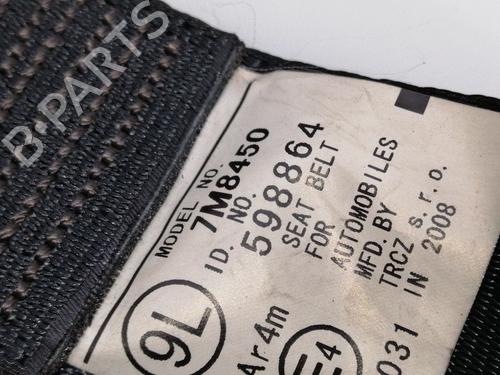 MODEL NO.
7M8450
ID. NO.
598864
SEAT BELT
FOR
AUTOMOBILES
MFD. BY
TRCZ s.r.o.
IN 2008
9L
Ar4m
E4
031
B-PARTS